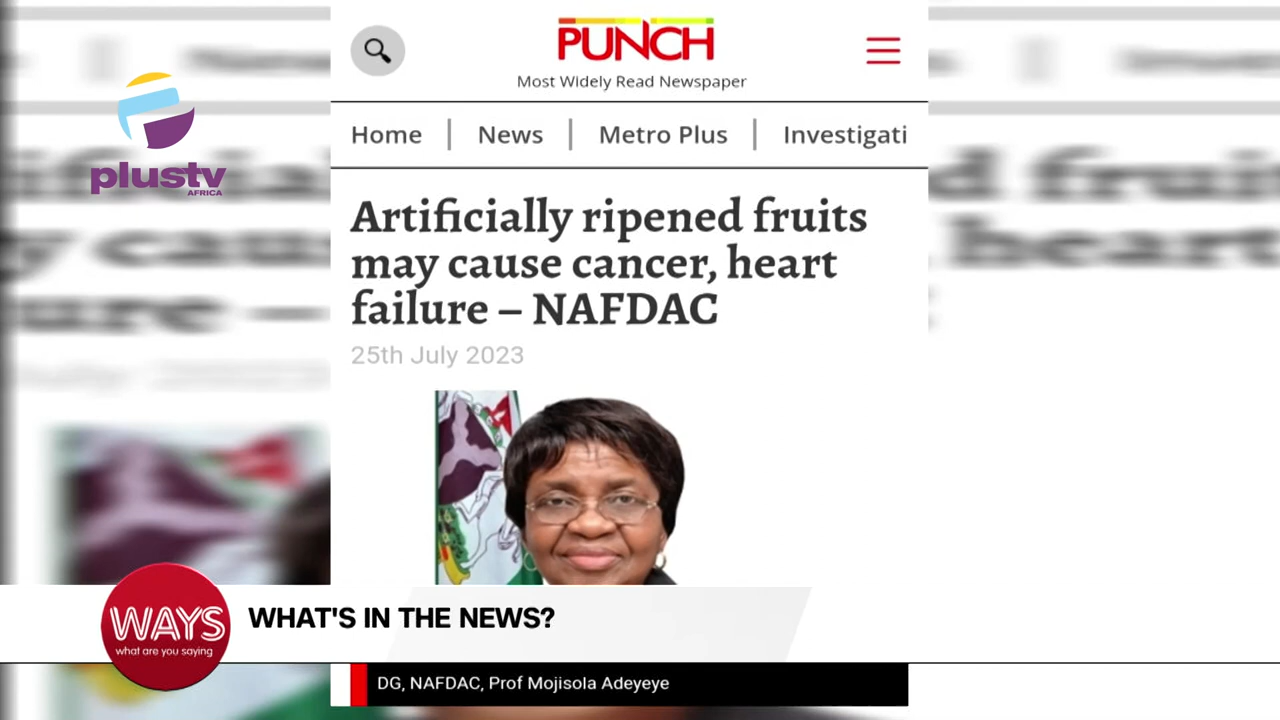 PUNCH
Most Widely Read Newspaper
Home | News | Metro Plus | Investigati
plustv
AFRICA
Artificially ripened fruits
may cause cancer, heart
failure – NAFDAC
25th July 2023
WAYS
what are you saying
WHAT'S IN THE NEWS?
DG, NAFDAC, Prof Mojisola Adeyeye